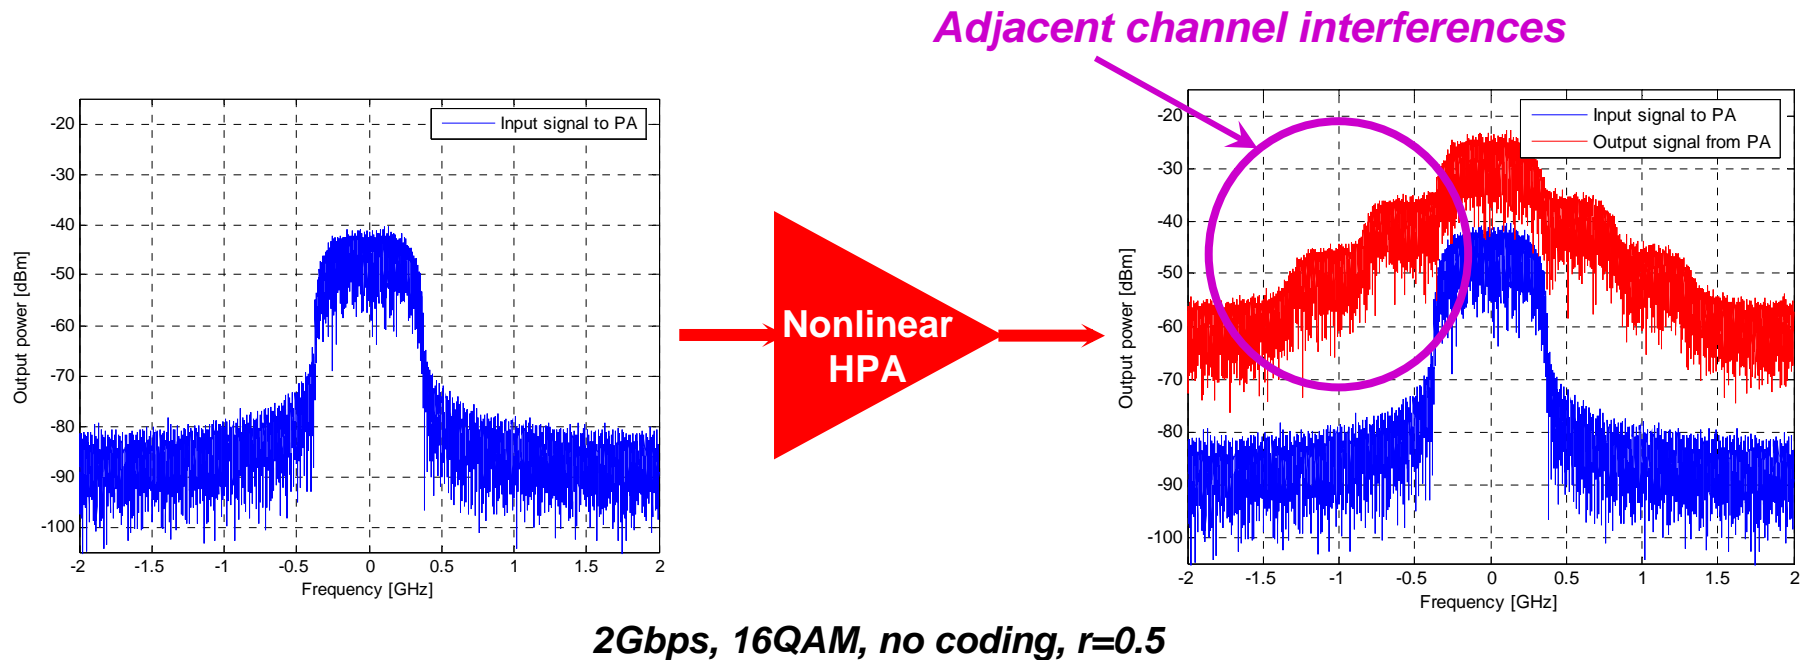 Adjacent channel interferences
Input signal to PA
-20
-30
-40
-50
-60
-70
-80
-90
-100
Output power [dBm]
-2 -1.5 -1 -0.5 0 0.5 1 1.5 2
Frequency [GHz]
Nonlinear
HPA
Input signal to PA
Output signal from PA
-20
-30
-40
-50
-60
-70
-80
-90
-100
Output power [dBm]
-2 -1.5 -1 -0.5 0 0.5 1 1.5 2
Frequency [GHz]
2Gbps, 16QAM, no coding, r=0.5